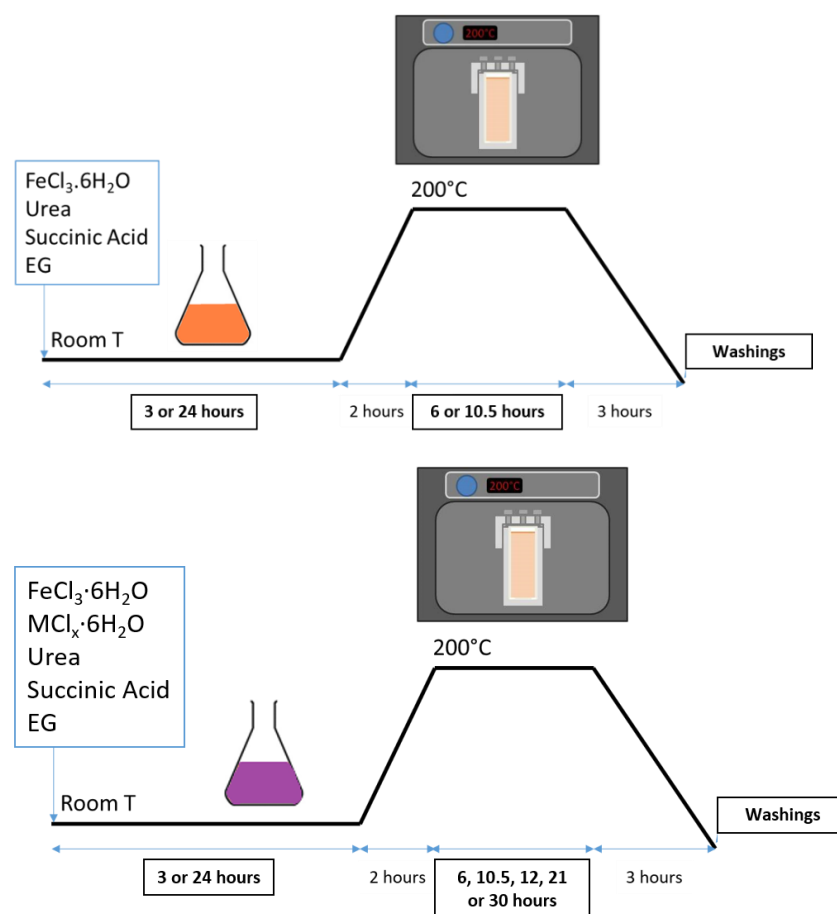 200°C
200°C
FeCl₃.6H₂O
Urea
Succinic Acid
EG
Room T
Washings
3 or 24 hours
2 hours
6 or 10.5 hours
3 hours
200°C
200°C
FeCl₃·6H₂O
MClₓ·6H₂O
Urea
Succinic Acid
EG
Room T
Washings
3 or 24 hours
2 hours
6, 10.5, 12, 21
or 30 hours
3 hours